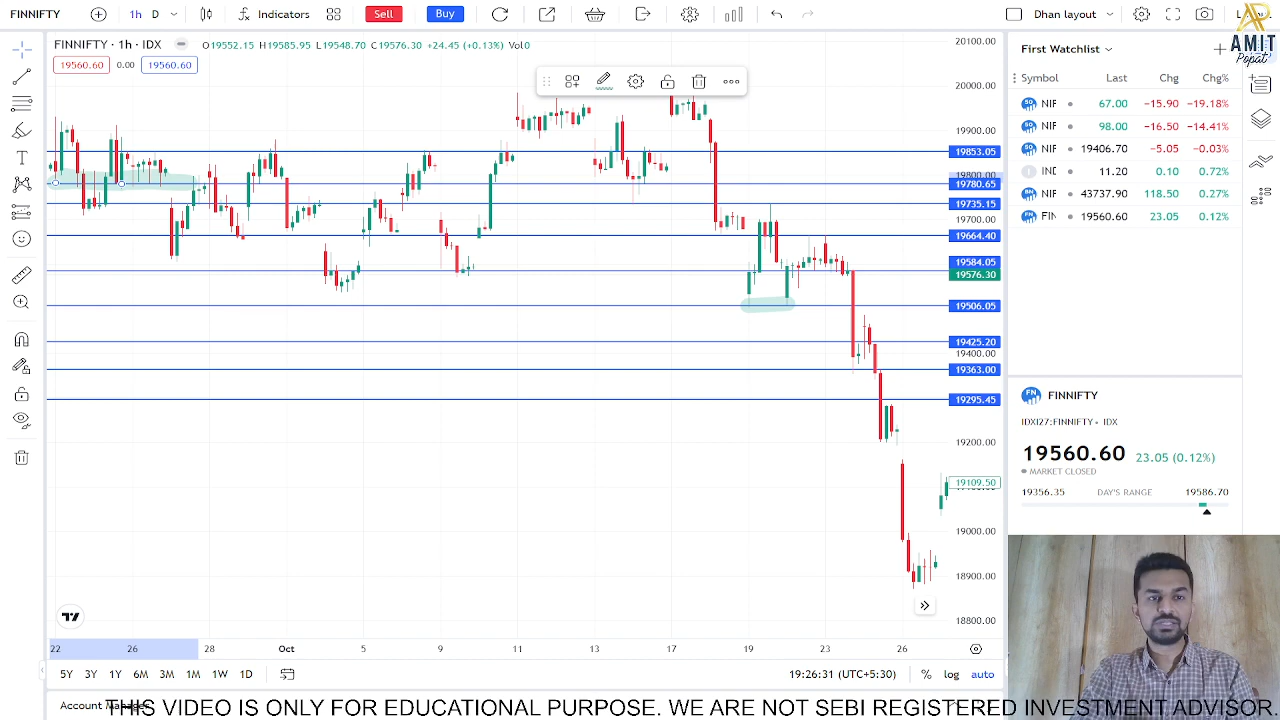 FINNIFTY
1h D
Indicators
Sell
Buy
Dhan layout
AMIT
Popat
FINNIFTY · 1h · IDX
O19552.15 H19585.95 L19548.70 C19576.30 +24.45 (+0.13%) Vol0
19560.60 0.00 19560.60
20100.00
20000.00
19900.00
19853.05
19800.00
19780.65
19735.15
19700.00
19664.40
19584.05
19576.30
19506.05
19425.20
19400.00
19363.00
19295.45
19200.00
19109.50
19000.00
18900.00
18800.00
22 26 28 Oct 5 9 11 13 17 19 23 26
5Y 3Y 1Y 6M 3M 1M 1W 1D
19:26:31 (UTC+5:30) % log auto
First Watchlist
Symbol Last Chg Chg%
NIF 67.00 −15.90 −19.18%
NIF 98.00 −16.50 −14.41%
NIF 19406.70 −5.05 −0.03%
IND 11.20 0.10 0.72%
NIF 43737.90 118.50 0.27%
FIN 19560.60 23.05 0.12%
FINNIFTY
IDXI27:FINNIFTY • IDX
19560.60 23.05 (0.12%)
MARKET CLOSED
19356.35 DAY'S RANGE 19586.70
Account Manager
THIS VIDEO IS ONLY FOR EDUCATIONAL PURPOSE. WE ARE NOT SEBI REGISTERED INVESTMENT ADVISOR.